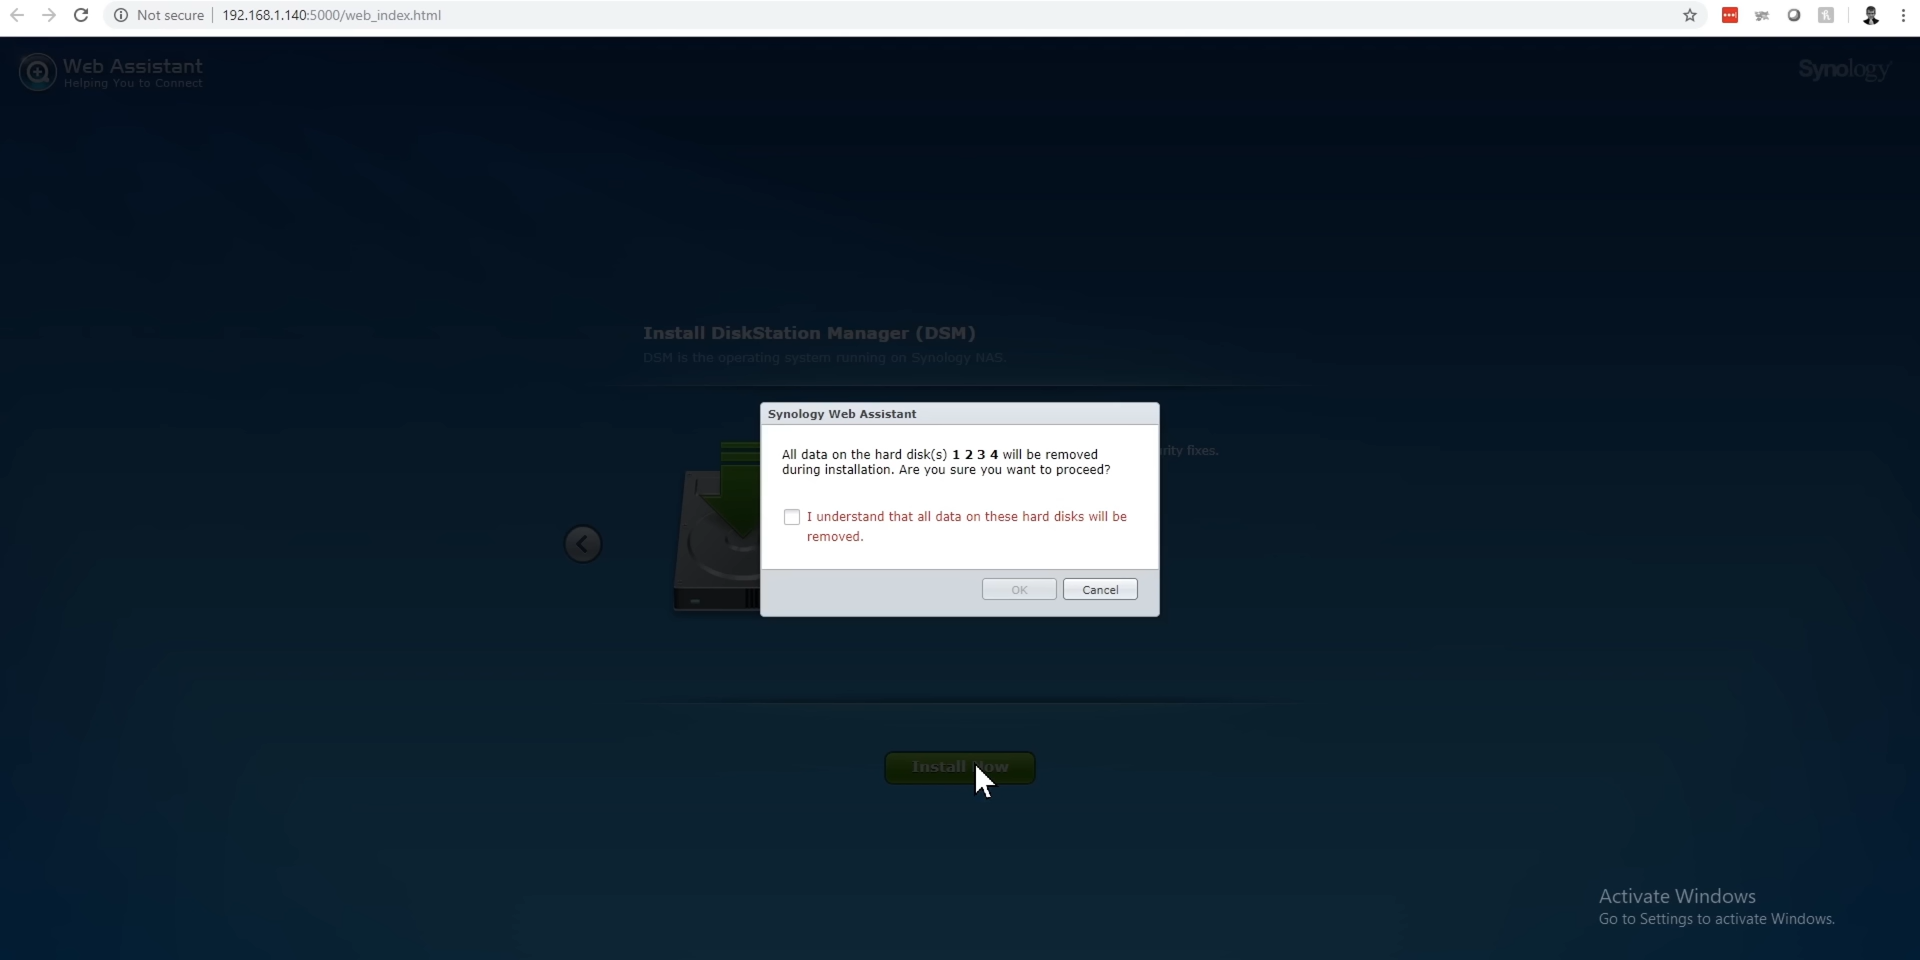 Not secure
192.168.1.140:5000/web_index.html
Web Assistant
Helping You to Connect
Synology
Install DiskStation Manager (DSM)
DSM is the operating system running on Synology NAS.
Synology Web Assistant
All data on the hard disk(s) 1 2 3 4 will be removed
during installation. Are you sure you want to proceed?
fixes.
I understand that all data on these hard disks will be
removed.
OK
Cancel
Install Now
Activate Windows
Go to Settings to activate Windows.